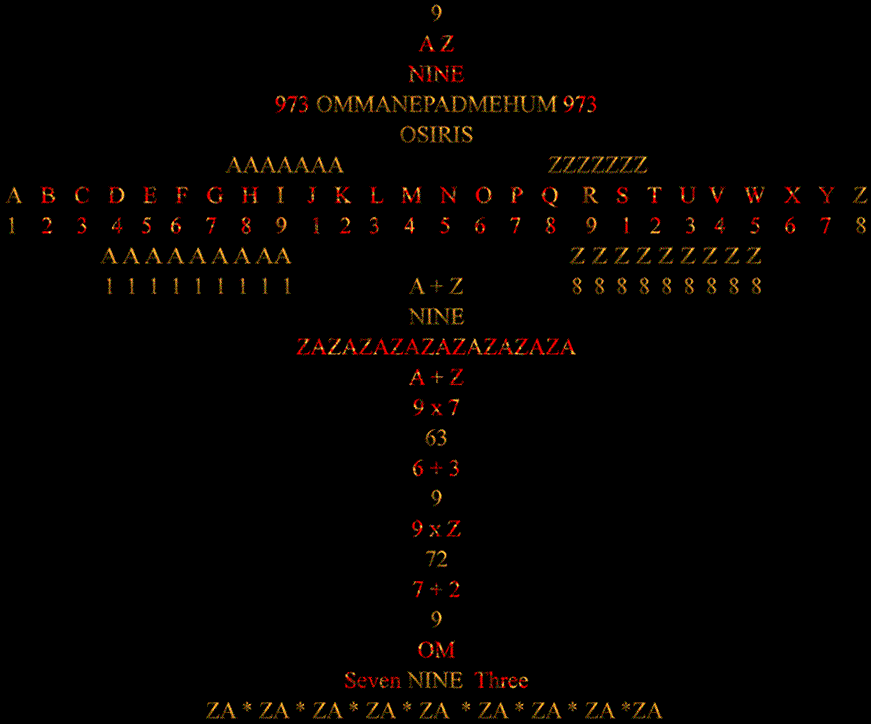 9
A Z
NINE
973 OMMANEPADMEHUM 973
OSIRIS
AAAAAAA ZZZZZZZ
A B C D E F G H I J K L M N O P Q R S T U V W X Y Z
1 2 3 4 5 6 7 8 9 1 2 3 4 5 6 7 8 9 1 2 3 4 5 6 7 8
A A A A A A A A A Z Z Z Z Z Z Z Z Z
1 1 1 1 1 1 1 1 1 A + Z 8 8 8 8 8 8 8 8 8
NINE
ZAZAZAZAZAZAZAZAZA
A + Z
9 x 7
63
6 + 3
9
9 x Z
72
7 + 2
9
OM
Seven NINE Three
ZA * ZA * ZA * ZA * ZA * ZA * ZA * ZA *ZA